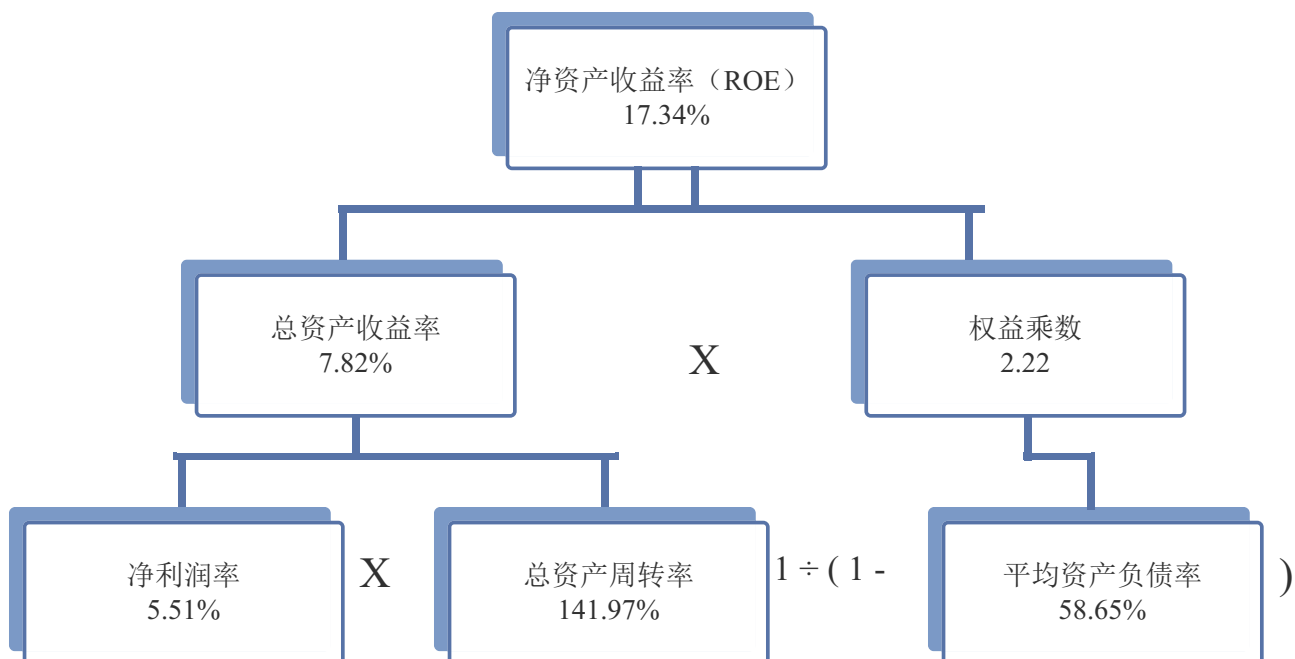 净资产收益率（ROE）
17.34%
总资产收益率
7.82%
X
权益乘数
2.22
净利润率
5.51%
X
总资产周转率
141.97%
1 ÷ ( 1 -
平均资产负债率
58.65%
)